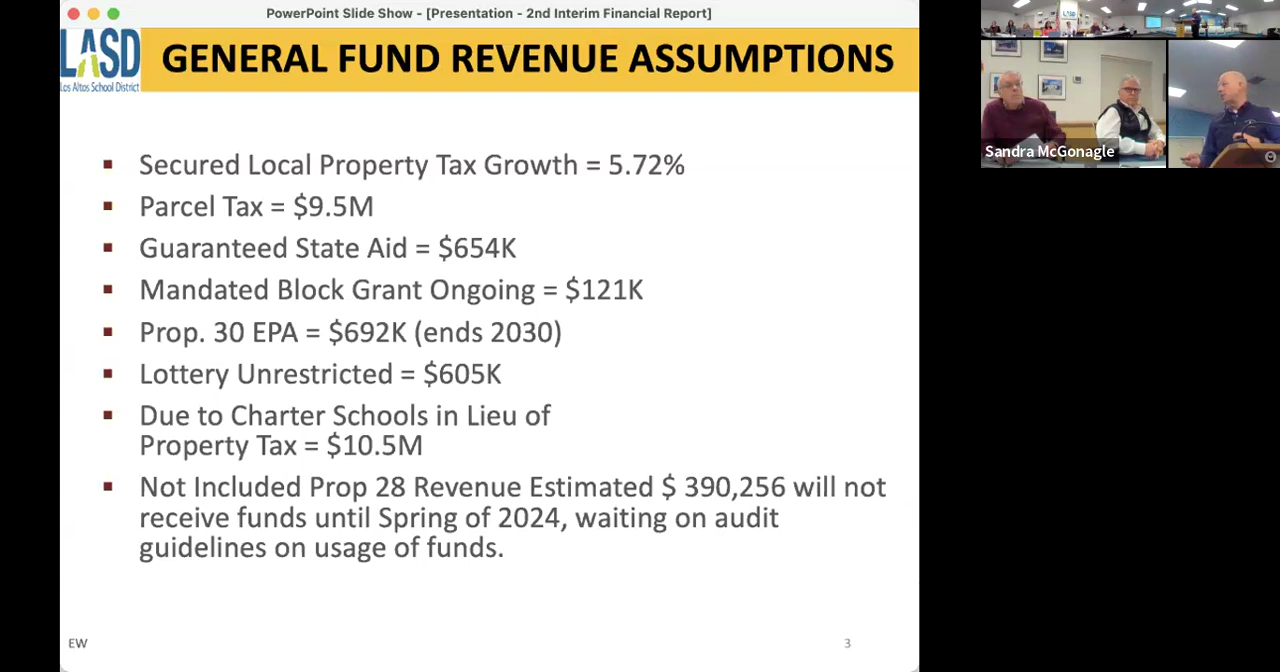 PowerPoint Slide Show - [Presentation - 2nd Interim Financial Report]
LASD
Los Altos School District
GENERAL FUND REVENUE ASSUMPTIONS
▪ Secured Local Property Tax Growth = 5.72%
▪ Parcel Tax = $9.5M
▪ Guaranteed State Aid = $654K
▪ Mandated Block Grant Ongoing = $121K
▪ Prop. 30 EPA = $692K (ends 2030)
▪ Lottery Unrestricted = $605K
▪ Due to Charter Schools in Lieu of
Property Tax = $10.5M
▪ Not Included Prop 28 Revenue Estimated $ 390,256 will not
receive funds until Spring of 2024, waiting on audit
guidelines on usage of funds.
EW
3
Sandra McGonagle